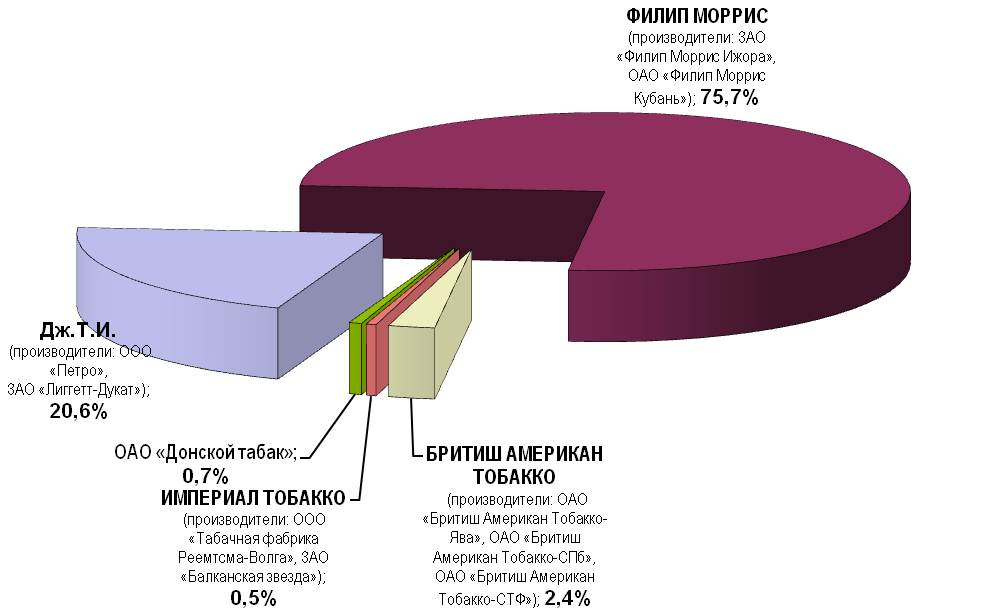 ФИЛИП МОРРИС
(производители: ЗАО
«Филип Моррис Ижора»,
ОАО «Филип Моррис
Кубань»); 75,7%
Дж.Т.И.
(производители: ООО
«Петро»,
ЗАО «Лиггетт-Дукат»);
20,6%
ОАО «Донской табак»;
0,7%
ИМПЕРИАЛ ТОБАККО
(производители: ООО
«Табачная фабрика
Реемтсма-Волга», ЗАО
«Балканская звезда»);
0,5%
БРИТИШ АМЕРИКАН
ТОБАККО
(производители: ОАО
«Бритиш Американ Тобакко-
Ява», ОАО «Бритиш
Американ Тобакко-СПб»,
ОАО «Бритиш Американ
Тобакко-СТФ»); 2,4%